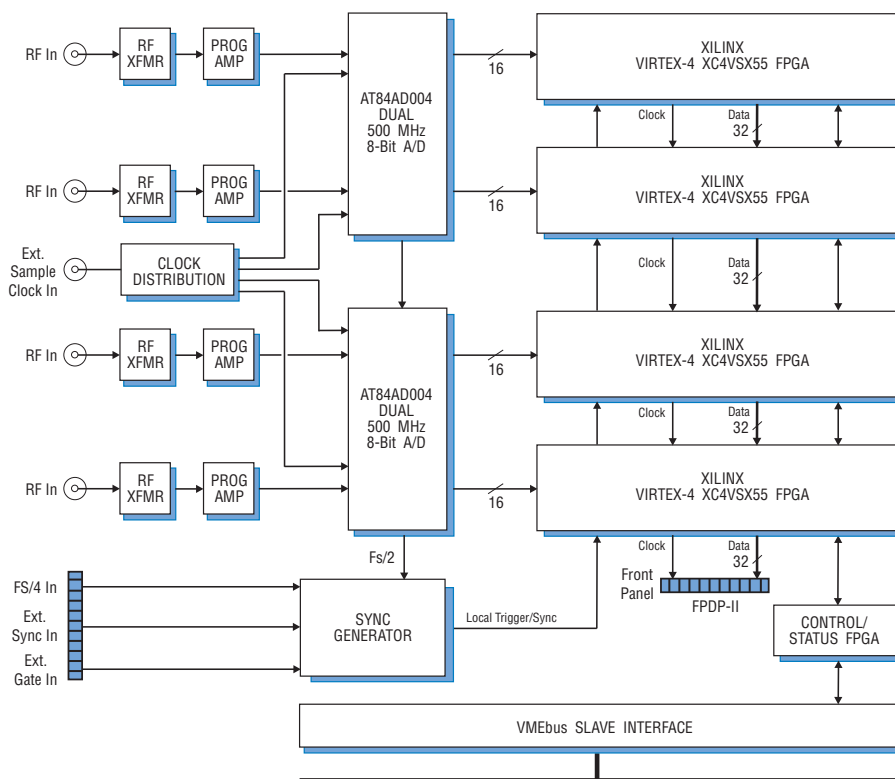 RF In
RF
XFMR
PROG
AMP
AT84AD004
DUAL
500 MHz
8-Bit A/D
16
XILINX
VIRTEX-4 XC4VSX55 FPGA
Clock
Data
32
RF In
RF
XFMR
PROG
AMP
16
XILINX
VIRTEX-4 XC4VSX55 FPGA
Ext.
Sample
Clock In
CLOCK
DISTRIBUTION
Clock
Data
32
RF In
RF
XFMR
PROG
AMP
AT84AD004
DUAL
500 MHz
8-Bit A/D
16
XILINX
VIRTEX-4 XC4VSX55 FPGA
Clock
Data
32
RF In
RF
XFMR
PROG
AMP
16
XILINX
VIRTEX-4 XC4VSX55 FPGA
Fs/2
Clock
Data
32
Front
Panel
FPDP-II
FS/4 In
Ext.
Sync In
Ext.
Gate In
SYNC
GENERATOR
Local Trigger/Sync
CONTROL/
STATUS FPGA
VMEbus SLAVE INTERFACE